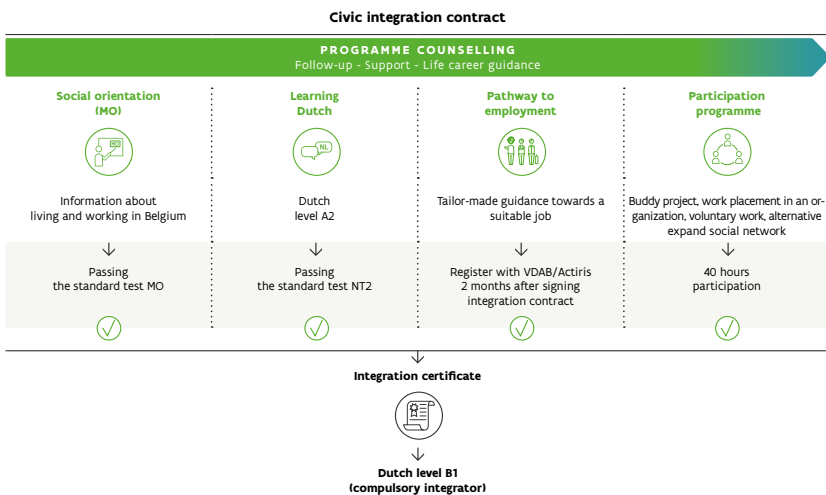 Civic integration contract
PROGRAMME COUNSELLING
Follow-up - Support - Life career guidance
Social orientation
(MO)
Information about
living and working in Belgium
Passing
the standard test MO
Learning
Dutch
NL
Dutch
level A2
Passing
the standard test NT2
Pathway to
employment
Tailor-made guidance towards a
suitable job
Register with VDAB/Actiris
2 months after signing
integration contract
Participation
programme
Buddy project, work placement in an or-
ganization, voluntary work, alternative
expand social network
40 hours
participation
Integration certificate
Dutch level B1
(compulsory integrator)